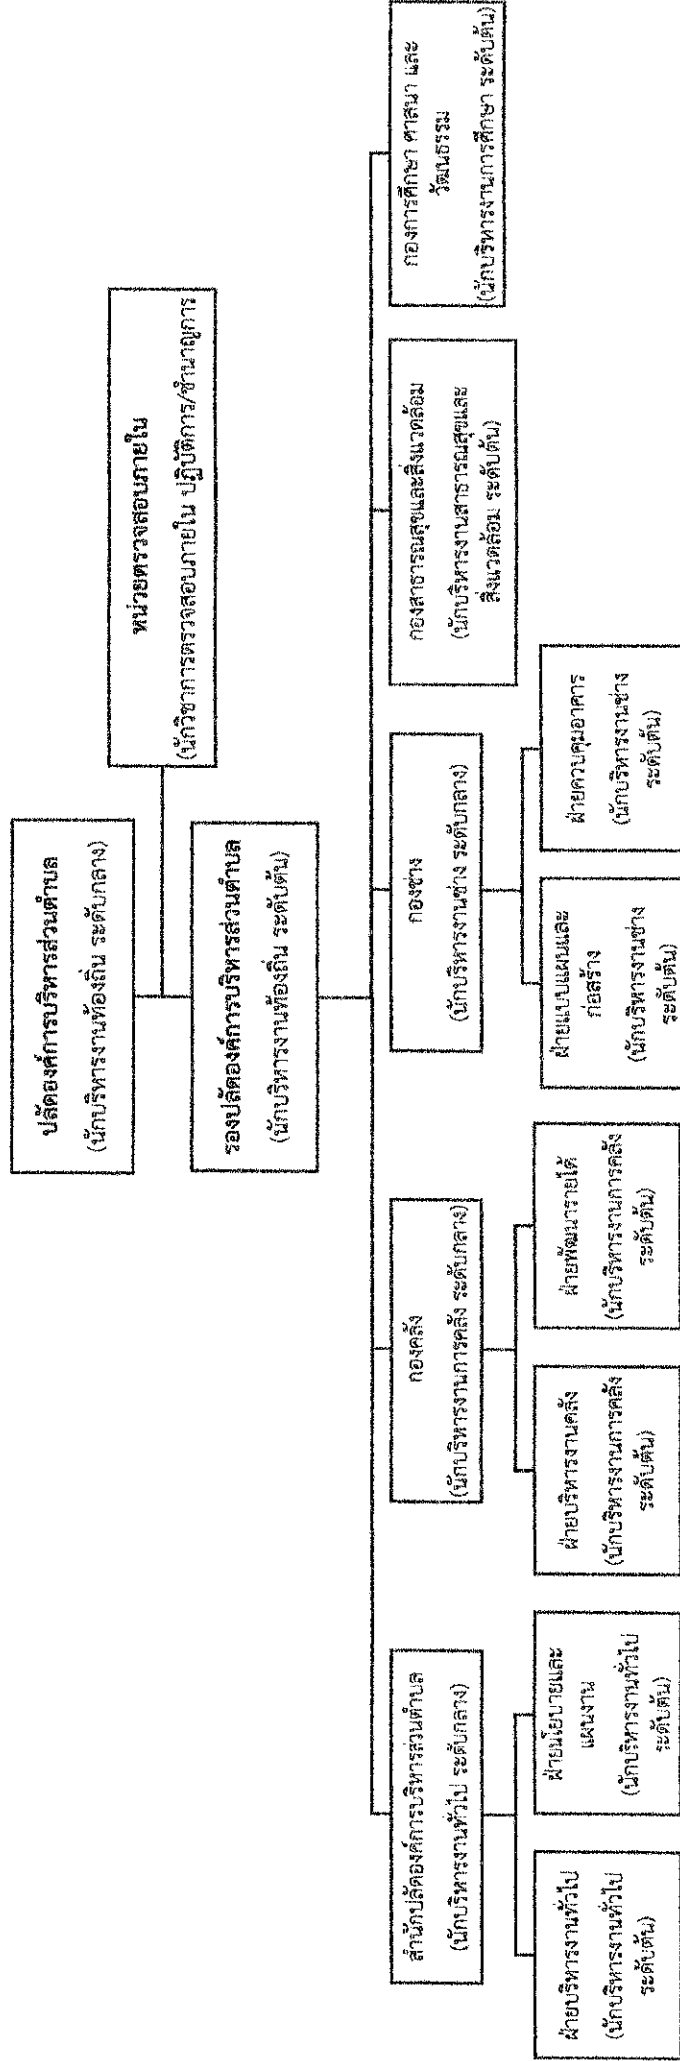 ปลัดองค์การบริหารส่วนตำบล
(นักบริหารงานท้องถิ่น ระดับกลาง)
หน่วยตรวจสอบภายใน
(นักวิชาการตรวจสอบภายใน ปฏิบัติการ/ชำนาญการ
รองปลัดองค์การบริหารส่วนตำบล
(นักบริหารงานท้องถิ่น ระดับต้น)
สำนักปลัดองค์การบริหารส่วนตำบล
(นักบริหารงานทั่วไป ระดับกลาง)
กองคลัง
(นักบริหารงานการคลัง ระดับกลาง)
กองช่าง
(นักบริหารงานช่าง ระดับกลาง)
กองสาธารณสุขและสิ่งแวดล้อม
(นักบริหารงานสาธารณสุขและ
สิ่งแวดล้อม ระดับต้น)
กองการศึกษา ศาสนา และ
วัฒนธรรม
(นักบริหารงานการศึกษา ระดับต้น)
ฝ่ายบริหารงานทั่วไป
(นักบริหารงานทั่วไป
ระดับต้น)
ฝ่ายนโยบายและ
แผนงาน
(นักบริหารงานทั่วไป
ระดับต้น)
ฝ่ายบริหารงานคลัง
(นักบริหารงานการคลัง
ระดับต้น)
ฝ่ายพัฒนารายได้
(นักบริหารงานการคลัง
ระดับต้น)
ฝ่ายแบบแผนและ
ก่อสร้าง
(นักบริหารงานช่าง
ระดับต้น)
ฝ่ายควบคุมอาคาร
(นักบริหารงานช่าง
ระดับต้น)